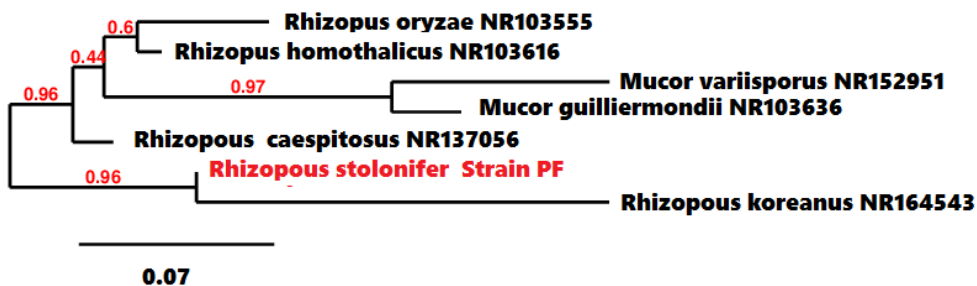 Rhizopus oryzae NR103555
0.6
Rhizopus homothalicus NR103616
0.44
Mucor variisporus NR152951
0.97
Mucor guilliermondii NR103636
0.96
Rhizopous caespitosus NR137056
Rhizopous stolonifer Strain PF
0.96
Rhizopous koreanus NR164543
0.07